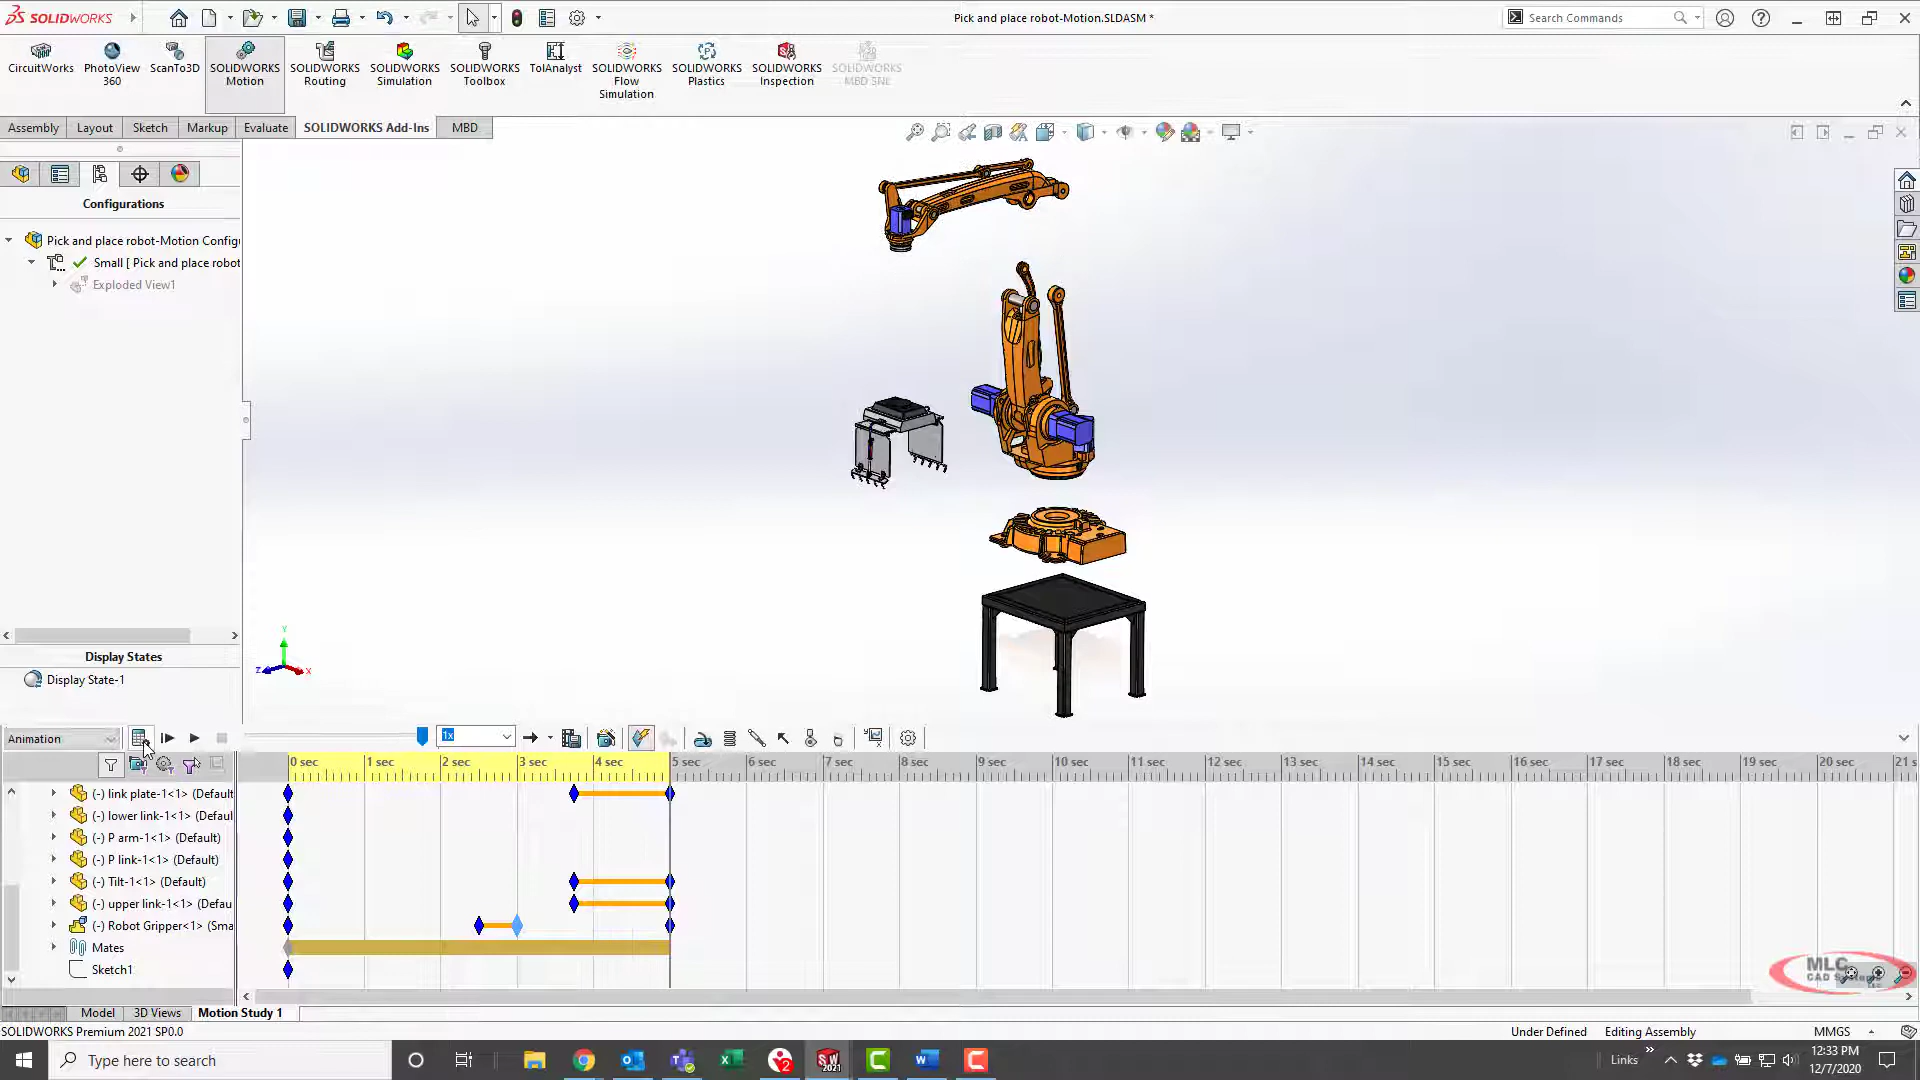 SOLIDWORKS
Pick and place robot-Motion.SLDASM *
Search Commands
CircuitWorks
PhotoView
360
ScanTo3D
SOLIDWORKS
Motion
SOLIDWORKS
Routing
SOLIDWORKS
Simulation
SOLIDWORKS
Toolbox
TolAnalyst
SOLIDWORKS
Flow
Simulation
SOLIDWORKS
Plastics
SOLIDWORKS
Inspection
SOLIDWORKS
MBD SNL
Assembly
Layout
Sketch
Markup
Evaluate
SOLIDWORKS Add-Ins
MBD
Configurations
Pick and place robot-Motion Config
Small [ Pick and place robot
Exploded View1
Y
Z
X
Display States
Display State-1
Animation
1x
0 sec 1 sec 2 sec 3 sec 4 sec 5 sec 6 sec 7 sec 8 sec 9 sec 10 sec 11 sec 12 sec 13 sec 14 sec 15 sec 16 sec 17 sec 18 sec 19 sec 20 sec 21 s
(-) link plate-1<1> (Default
(-) lower link-1<1> (Defaul
(-) P arm-1<1> (Default)
(-) P link-1<1> (Default)
(-) Tilt-1<1> (Default)
(-) upper link-1<1> (Defau
(-) Robot Gripper<1> (Sma
Mates
Sketch1
MLC
CAD Systems
Model
3D Views
Motion Study 1
SOLIDWORKS Premium 2021 SP0.0
Under Defined
Editing Assembly
MMGS
Type here to search
2
SW
2021
Links
12:33 PM
12/7/2020